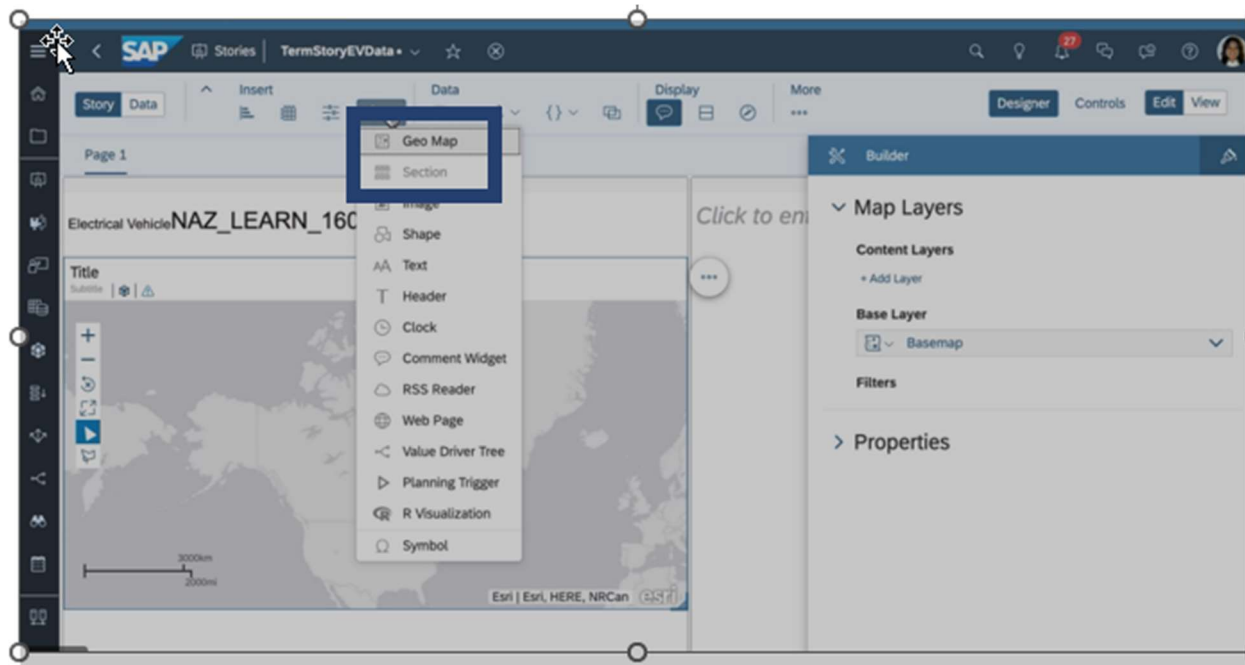 SAP Stories TermStoryEVData
27
Story Data
Insert
Data
Display
More
Designer Controls Edit View
Page 1
Electrical VehicleNAZ_LEARN_160
Title
Subtitle
3000km
2000mi
Esri | Esri, HERE, NRCan esri
Geo Map
Section
Image
Shape
Text
Header
Clock
Comment Widget
RSS Reader
Web Page
Value Driver Tree
Planning Trigger
R Visualization
Symbol
Click to en
Builder
Map Layers
Content Layers
+ Add Layer
Base Layer
Basemap
Filters
Properties